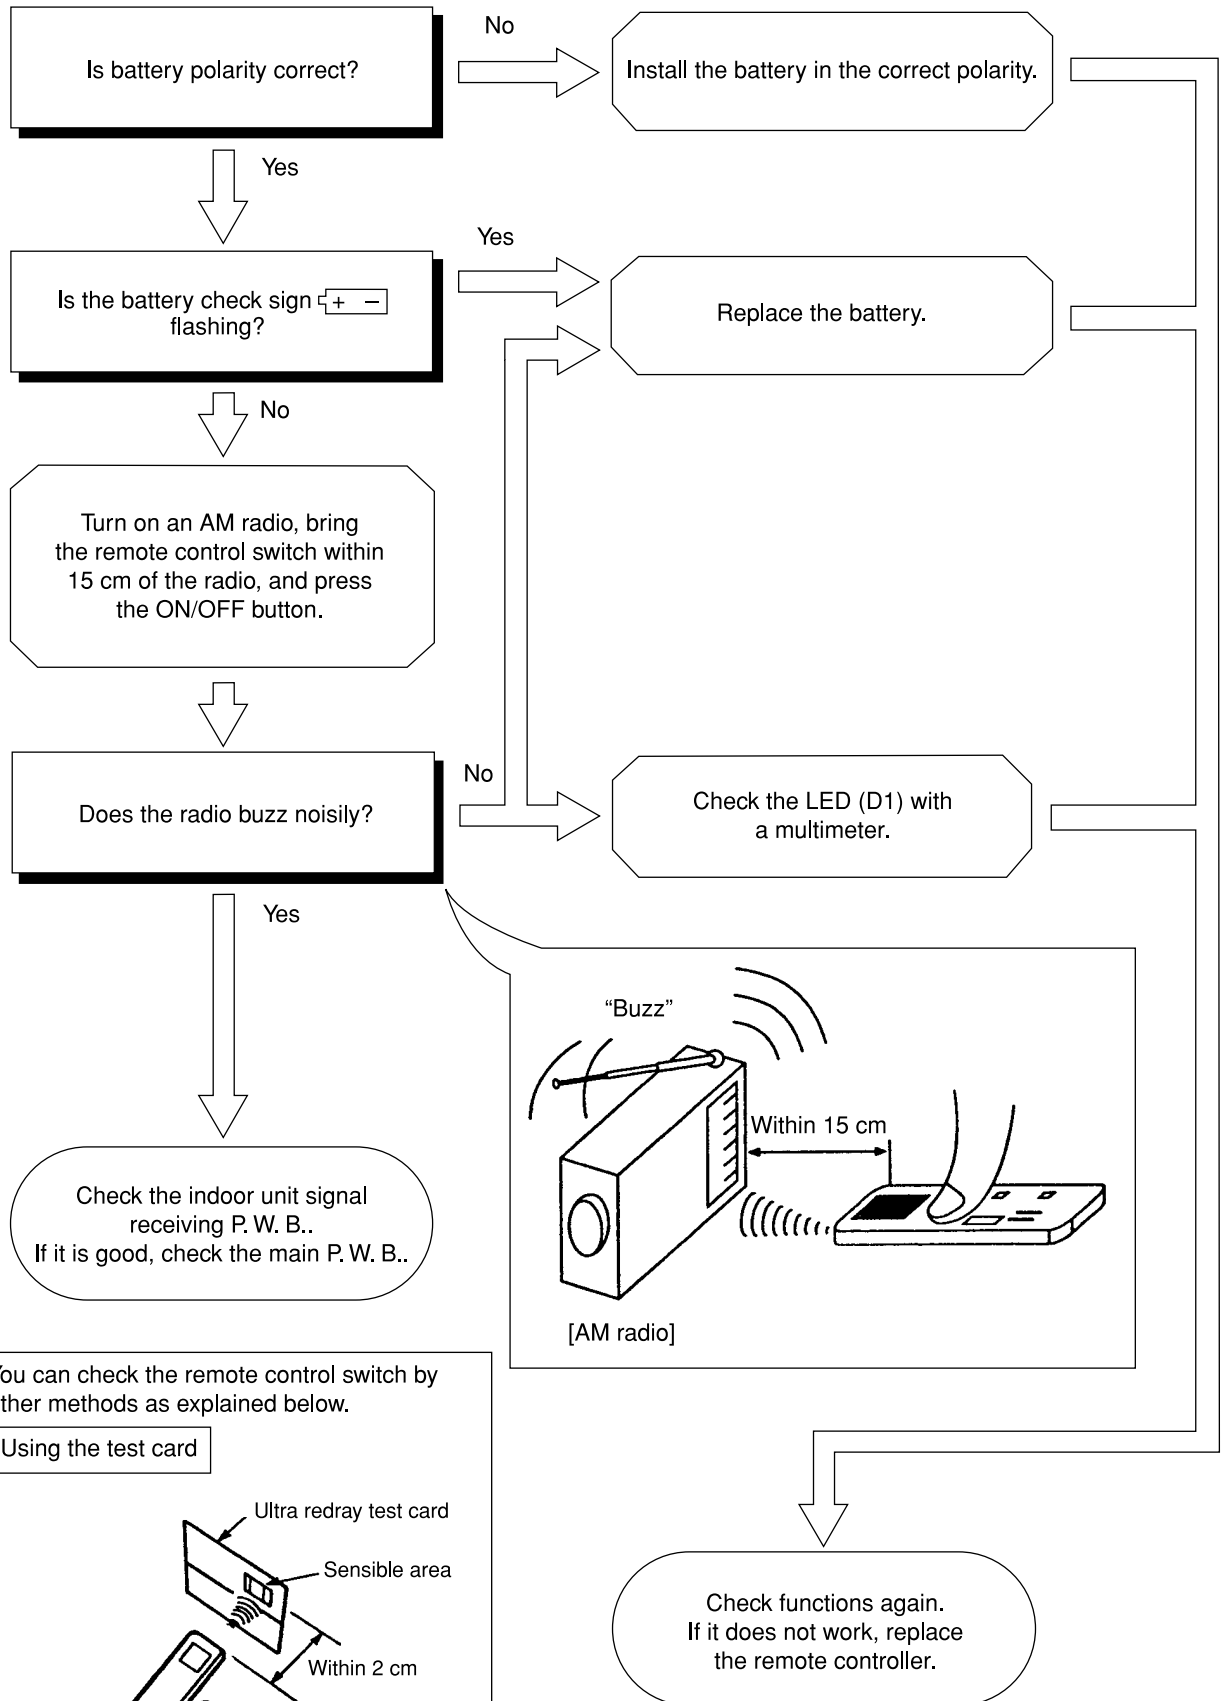 Is battery polarity correct?
No
Install the battery in the correct polarity.
Yes
Is the battery check sign + −
flashing?
Yes
Replace the battery.
No
Turn on an AM radio, bring
the remote control switch within
15 cm of the radio, and press
the ON/OFF button.
Does the radio buzz noisily?
No
Check the LED (D1) with
a multimeter.
Yes
“Buzz”
Within 15 cm
[AM radio]
Check the indoor unit signal
receiving P. W. B..
If it is good, check the main P. W. B..
You can check the remote control switch by
ther methods as explained below.
Using the test card
Ultra redray test card
Sensible area
Within 2 cm
Check functions again.
If it does not work, replace
the remote controller.